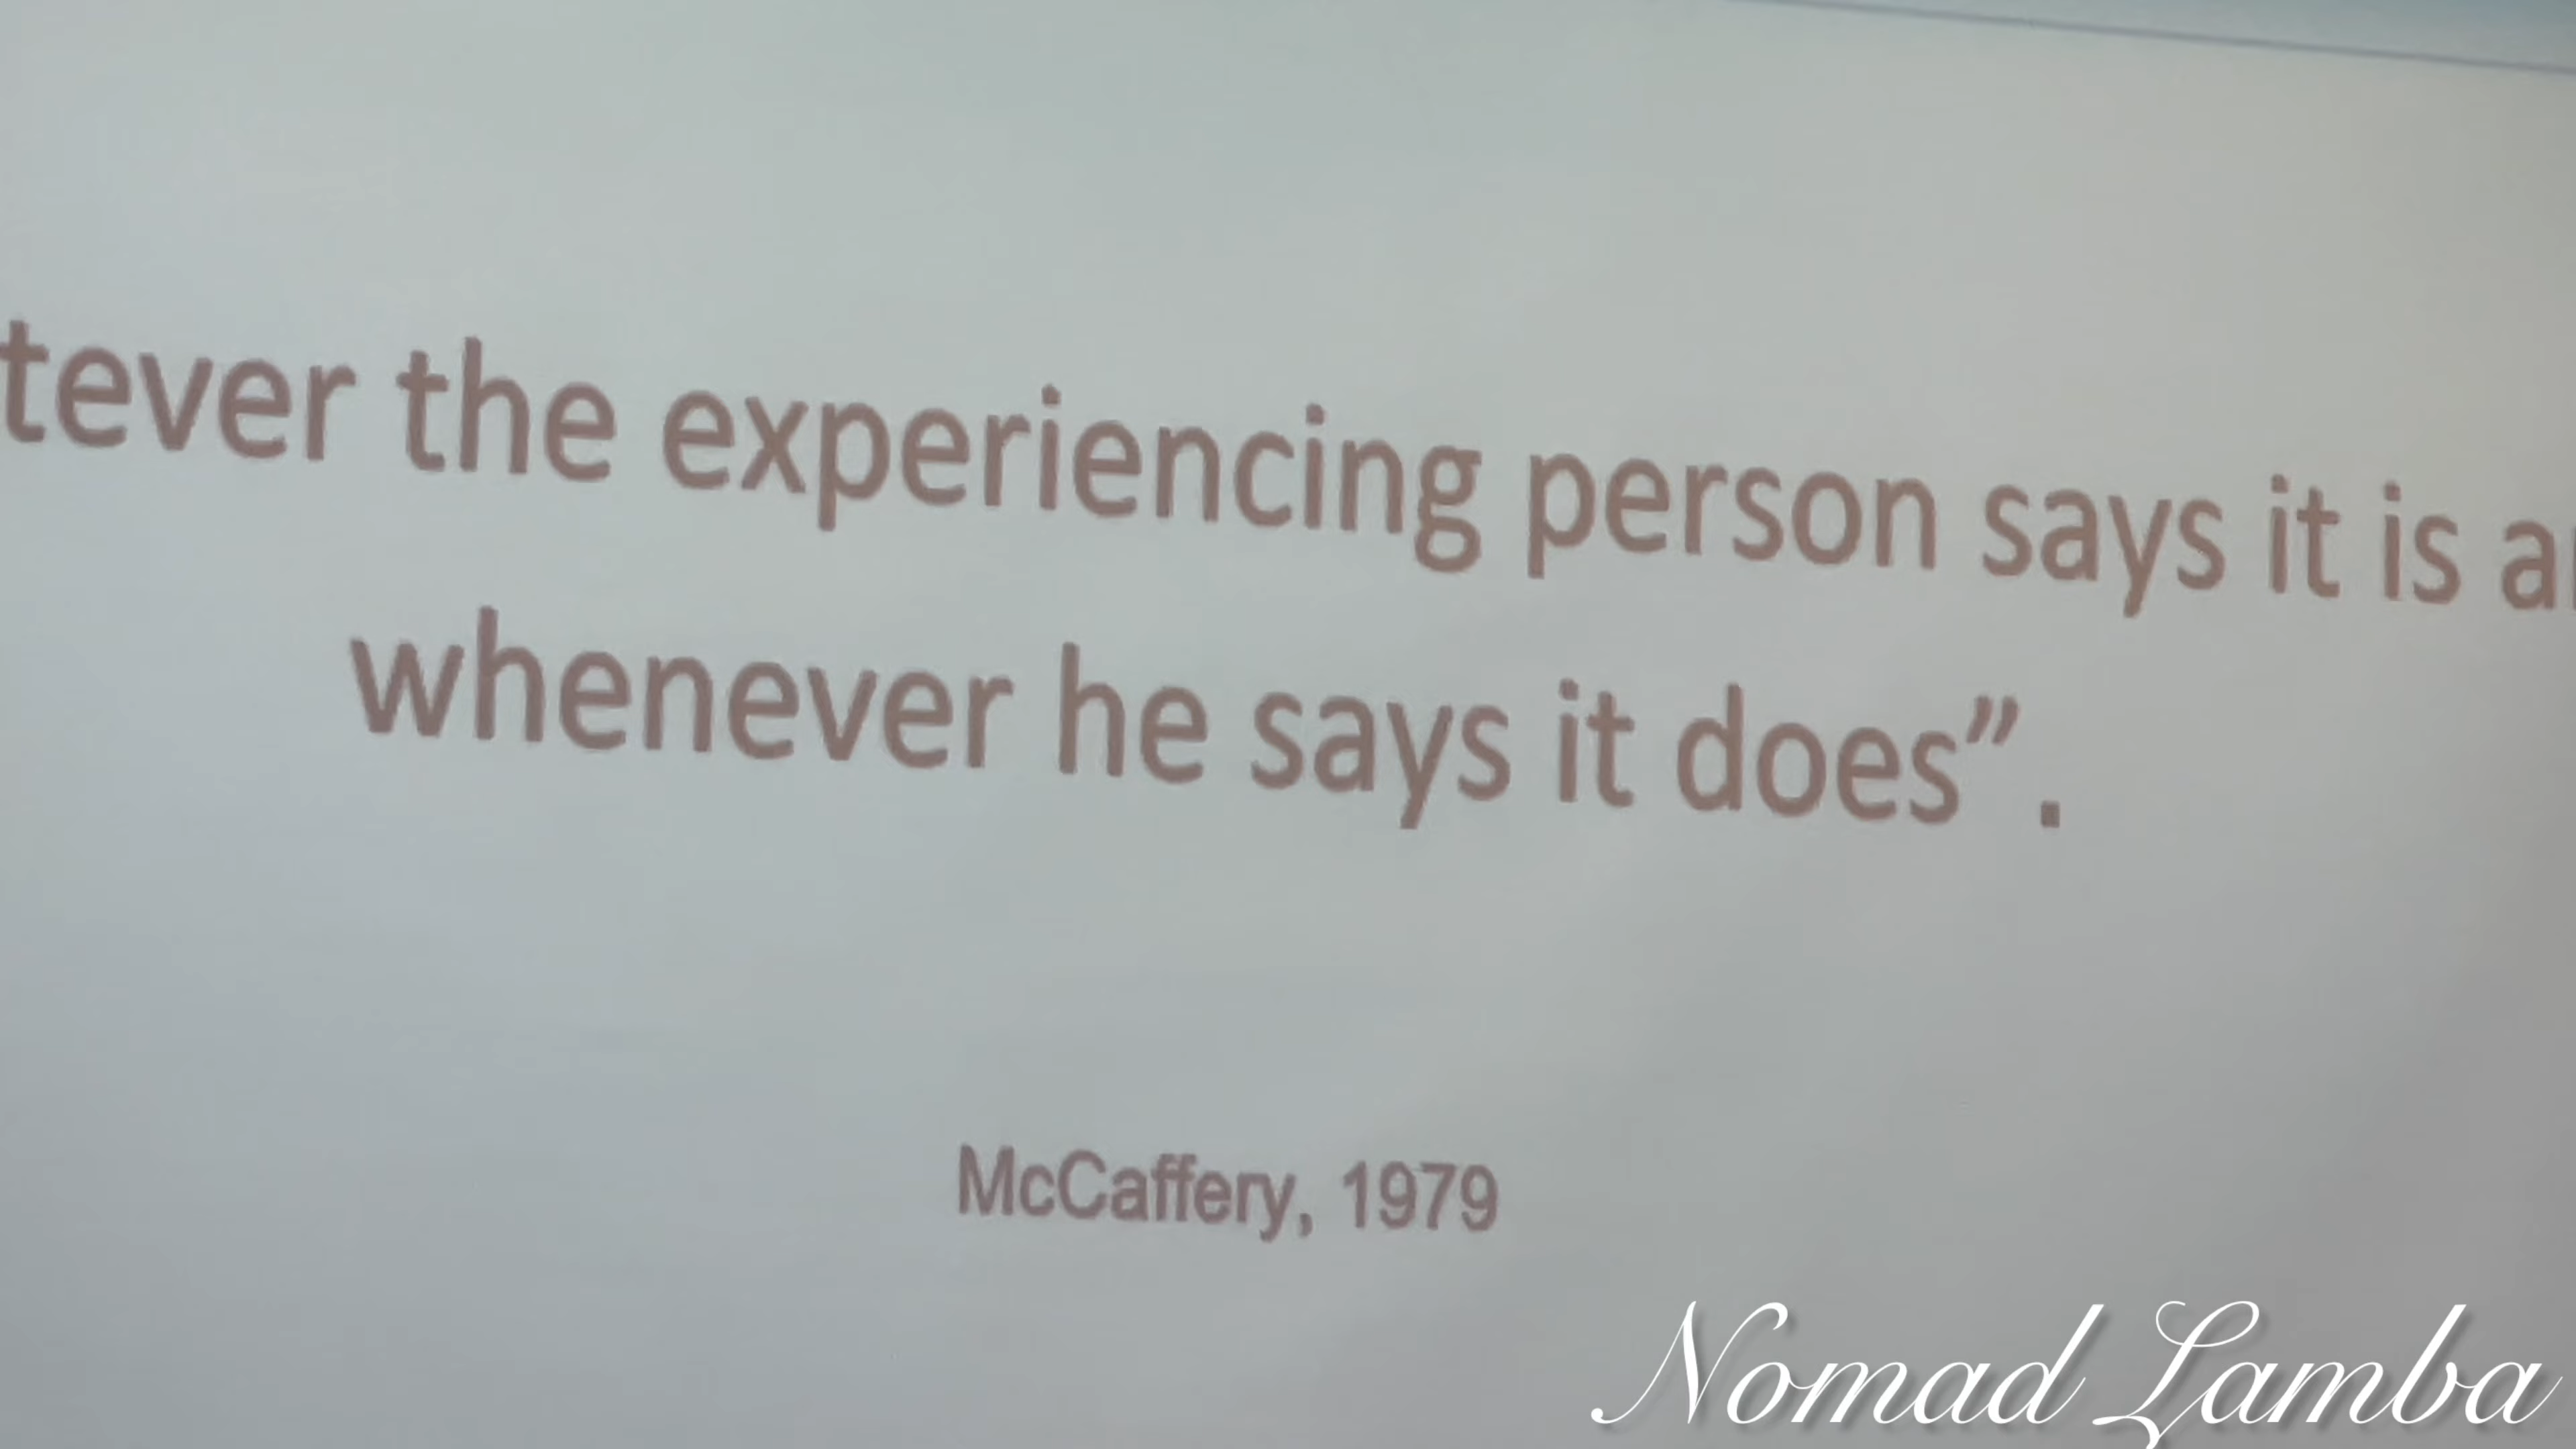 tever the experiencing person says it is a
whenever he says it does”.
McCaffery, 1979
Nomad Lamba